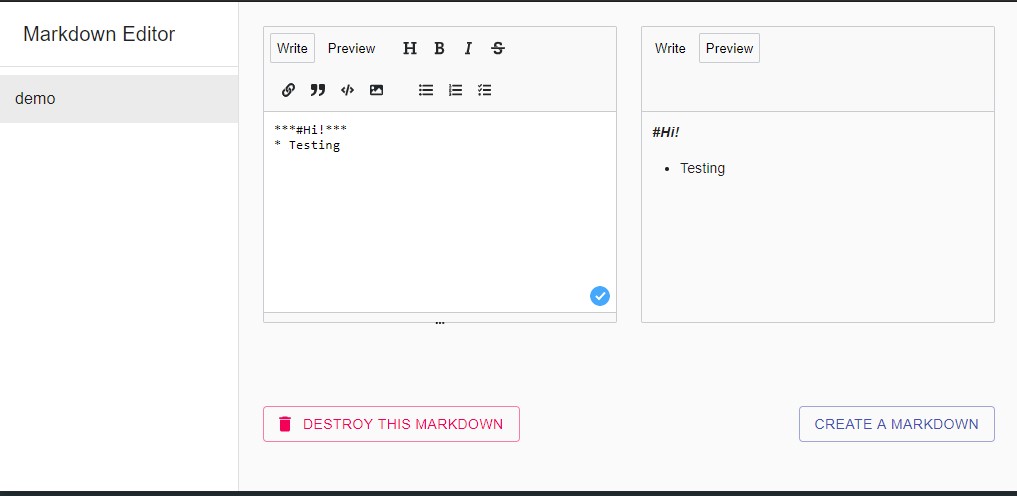 Markdown Editor
demo
Write Preview H B I S
***#Hi!***
* Testing
Write Preview
#Hi!
• Testing
DESTROY THIS MARKDOWN
CREATE A MARKDOWN